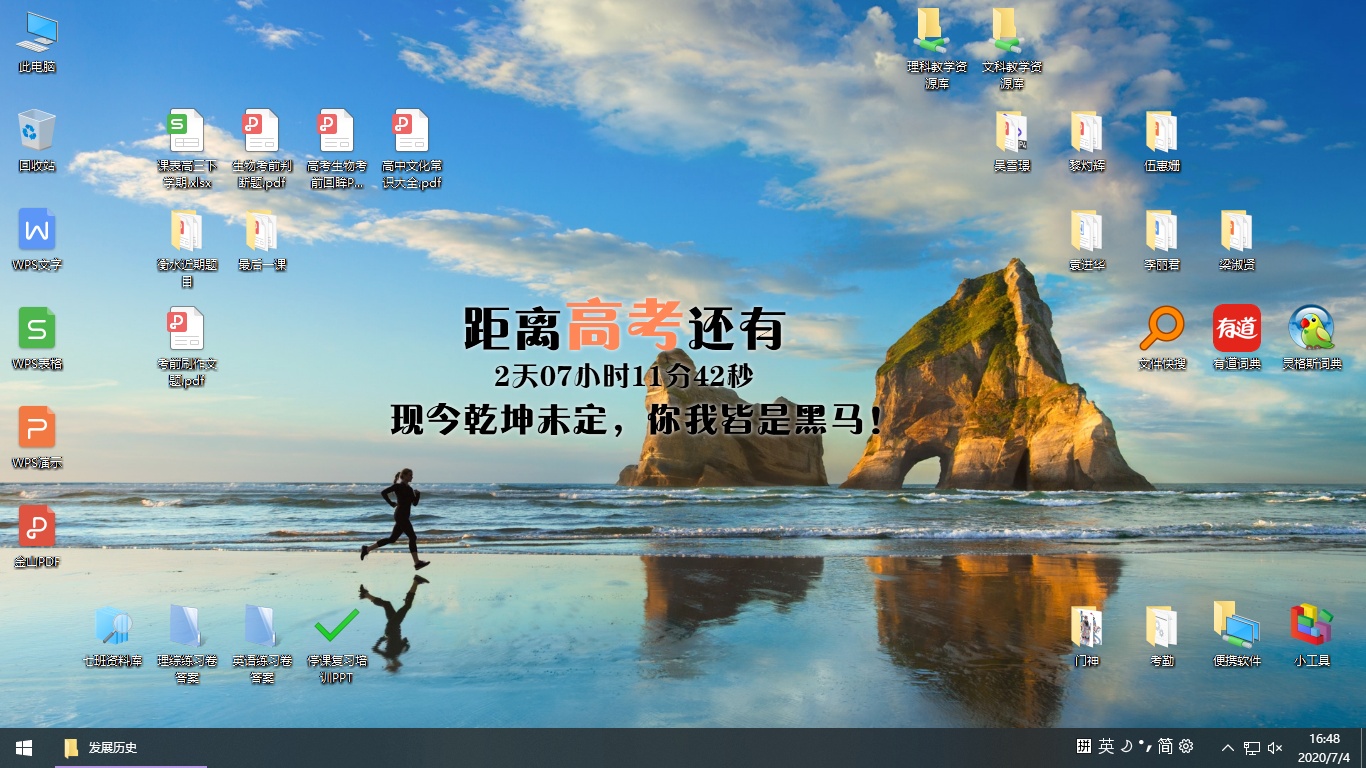 此电脑
回收站
WPS文字
WPS表格
WPS演示
金山PDF
课表高三下
学期.xlsx
生物考前判
断题.pdf
高考生物考
前回眸P...
高中文化常
识大全.pdf
衡水近期题
目
最后一课
考前刷作文
题.pdf
理科教学资
源库
文科教学资
源库
吴雪璟
黎灼辉
伍惠姗
袁进华
李丽君
梁淑贤
文件快搜
有道
有道词典
灵格斯词典
距离高考还有
2天07小时11分42秒
现今乾坤未定，你我皆是黑马！
七班资料库
理综练习卷
答案
英语练习卷
答案
停课复习培
训PPT
门神
考勤
便携软件
小工具
发展历史
拼 英 简
16:48
2020/7/4